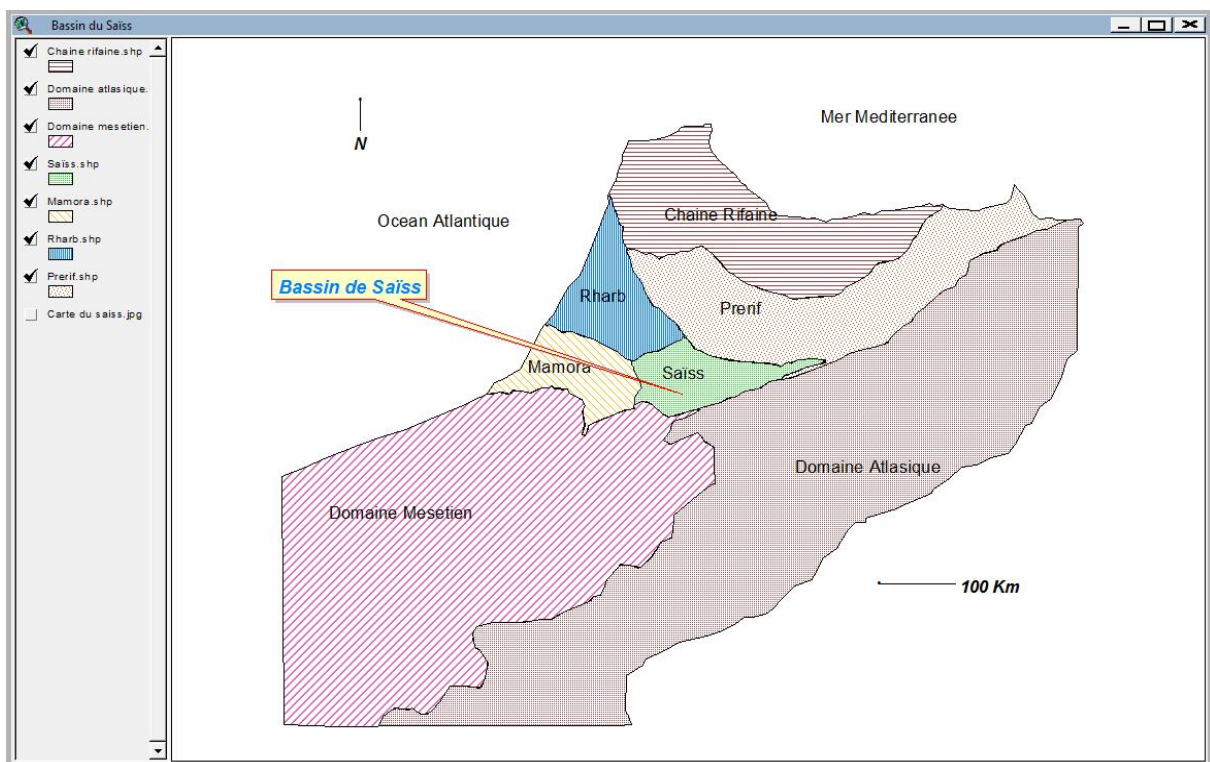 Bassin du Saïss
Chaine rifaine.shp
Domaine atlasique.
Domaine mesetien.
Saïss.shp
Mamora.shp
Rharb.shp
Prerif.shp
Carte du saiss.jpg
N
Mer Mediterranee
Ocean Atlantique
Chaine Rifaine
Bassin de Saïss
Rharb
Prerif
Mamora
Saïss
Domaine Atlasique
Domaine Mesetien
100 Km